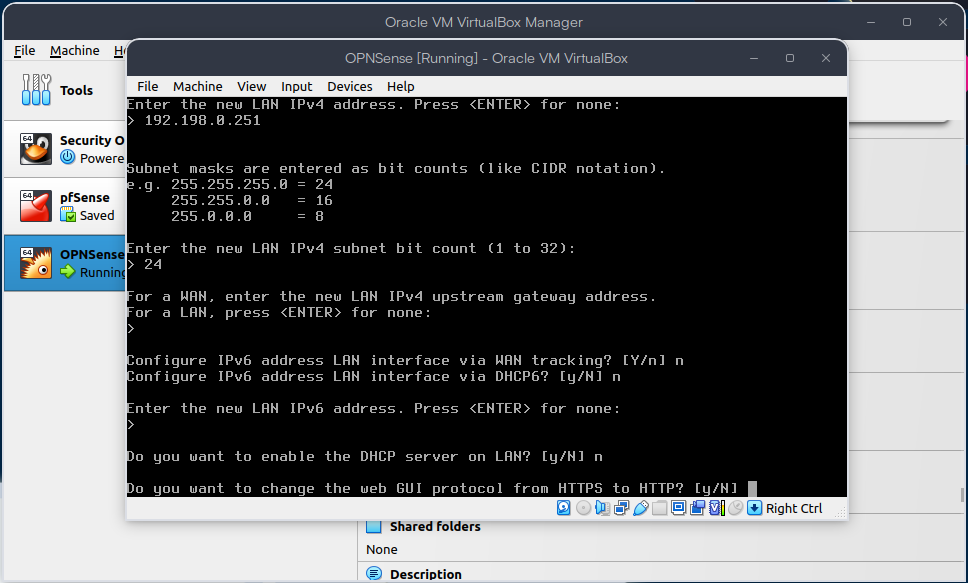 Oracle VM VirtualBox Manager
File Machine H
OPNSense [Running] - Oracle VM VirtualBox
File Machine View Input Devices Help
Tools
64
Security O
Powere
64
pfSense
Saved
64
OPNSense
Running
Enter the new LAN IPv4 address. Press <ENTER> for none:
> 192.198.0.251
Subnet masks are entered as bit counts (like CIDR notation).
e.g. 255.255.255.0 = 24
255.255.0.0 = 16
255.0.0.0 = 8
Enter the new LAN IPv4 subnet bit count (1 to 32):
> 24
For a WAN, enter the new LAN IPv4 upstream gateway address.
For a LAN, press <ENTER> for none:
>
Configure IPv6 address LAN interface via WAN tracking? [Y/n] n
Configure IPv6 address LAN interface via DHCP6? [y/N] n
Enter the new LAN IPv6 address. Press <ENTER> for none:
>
Do you want to enable the DHCP server on LAN? [y/N] n
Do you want to change the web GUI protocol from HTTPS to HTTP? [y/N]
Right Ctrl
Shared folders
None
Description